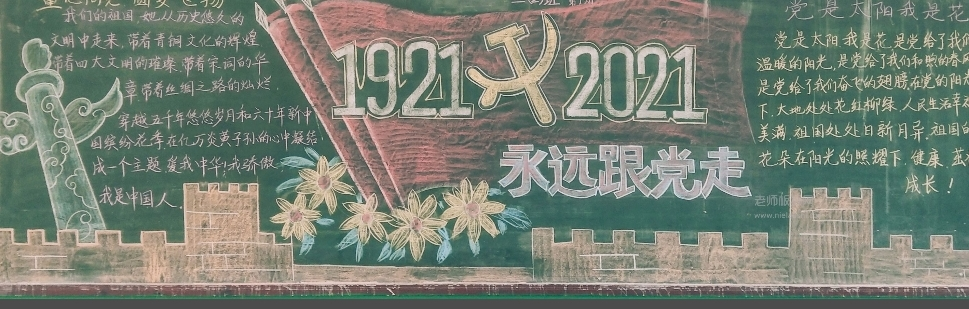 我们的祖国,她从历史悠久的
文明中走来,带着青铜文化的辉煌
带着四大文明的璀璨,带着宋词的华
章带着丝绸之路的灿烂.
穿越五千年悠悠岁月和六十年新中
国缤纷花季在亿万炎黄子孙的心中凝结
成一个主题爱我中华!我骄傲
我是中国人.
1921 2021
永远跟党走
党是太阳我是花
党是太阳我是花,是党给了我们
温暖的阳光,是党给了我们和煦的春风
是党给了我们奋飞的翅膀在党的阳光
下,大地处处花红柳绿,人民生活幸
美满 祖国处处日新月异.祖国的
花朵在阳光的照耀下,健康,茁
成长!